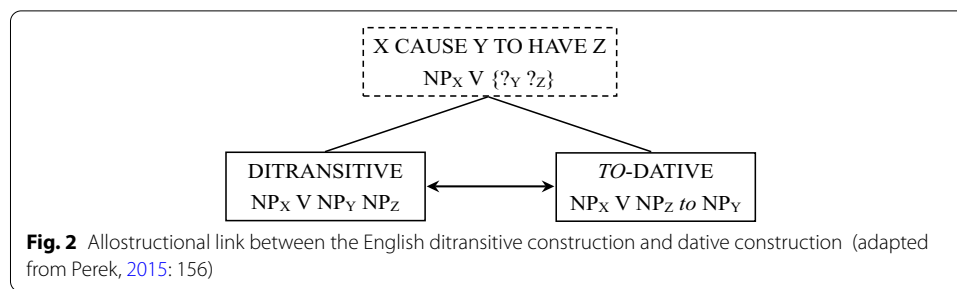 X CAUSE Y TO HAVE Z
NPX V {?Y ?Z}
DITRANSITIVE
NPX V NPY NPZ
TO-DATIVE
NPX V NPZ to NPY
Fig. 2 Allostructional link between the English ditransitive construction and dative construction (adapted
from Perek, 2015: 156)